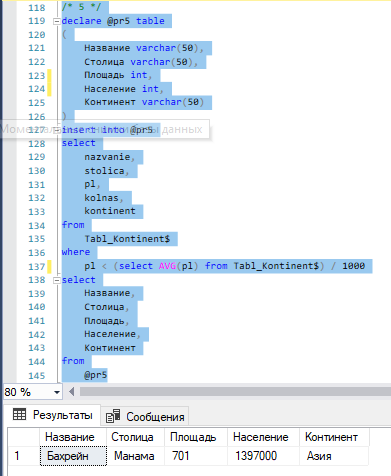 118 /* 5 */
119 declare @pr5 table
120 (
121 Название varchar(50),
122 Столица varchar(50),
123 Площадь int,
124 Население int,
125 Континент varchar(50)
126 )
127 insert into @pr5
128 select
129 nazvanie,
130 stolica,
131 pl,
132 kolnas,
133 kontinent
134 from
135 Tabl_Kontinent$
136 where
137 pl < (select AVG(pl) from Tabl_Kontinent$) / 1000
138 select
139 Название,
140 Столица,
141 Площадь,
142 Население,
143 Континент
144 from
145 @pr5
80 %
Результаты Сообщения
Название Столица Площадь Население Континент
1 Бахрейн Манама 701 1397000 Азия